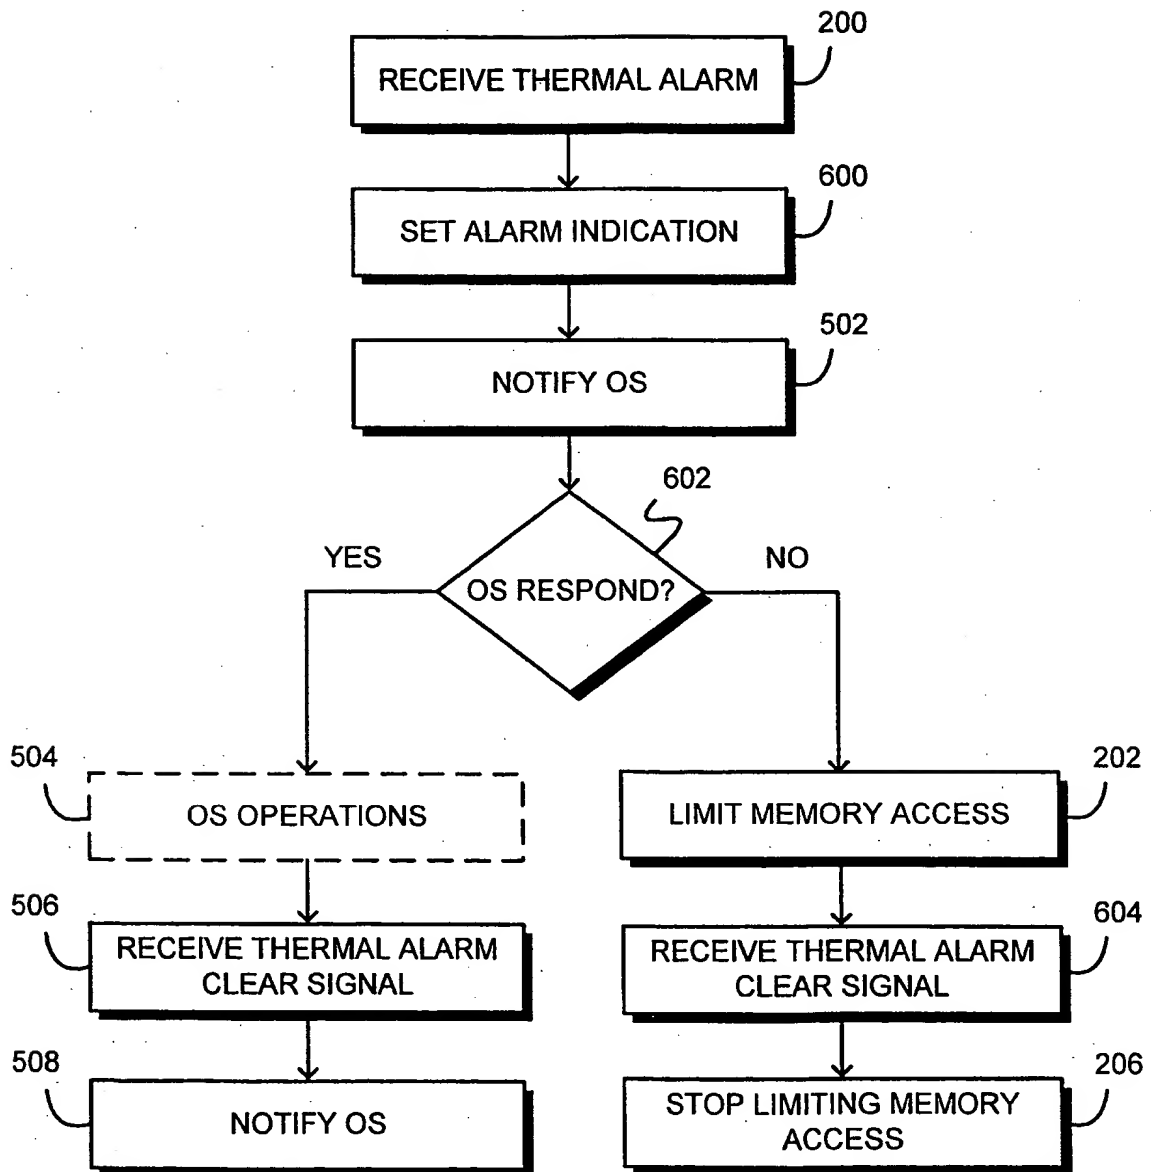 200
RECEIVE THERMAL ALARM
600
SET ALARM INDICATION
502
NOTIFY OS
602
YES
NO
OS RESPOND?
504
OS OPERATIONS
202
LIMIT MEMORY ACCESS
506
RECEIVE THERMAL ALARM
CLEAR SIGNAL
604
RECEIVE THERMAL ALARM
CLEAR SIGNAL
508
NOTIFY OS
206
STOP LIMITING MEMORY
ACCESS